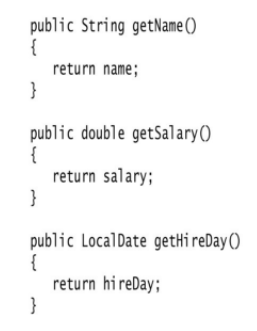 public String getName()
{
return name;
}
public double getSalary()
{
return salary;
}
public LocalDate getHireDay()
{
return hireDay;
}